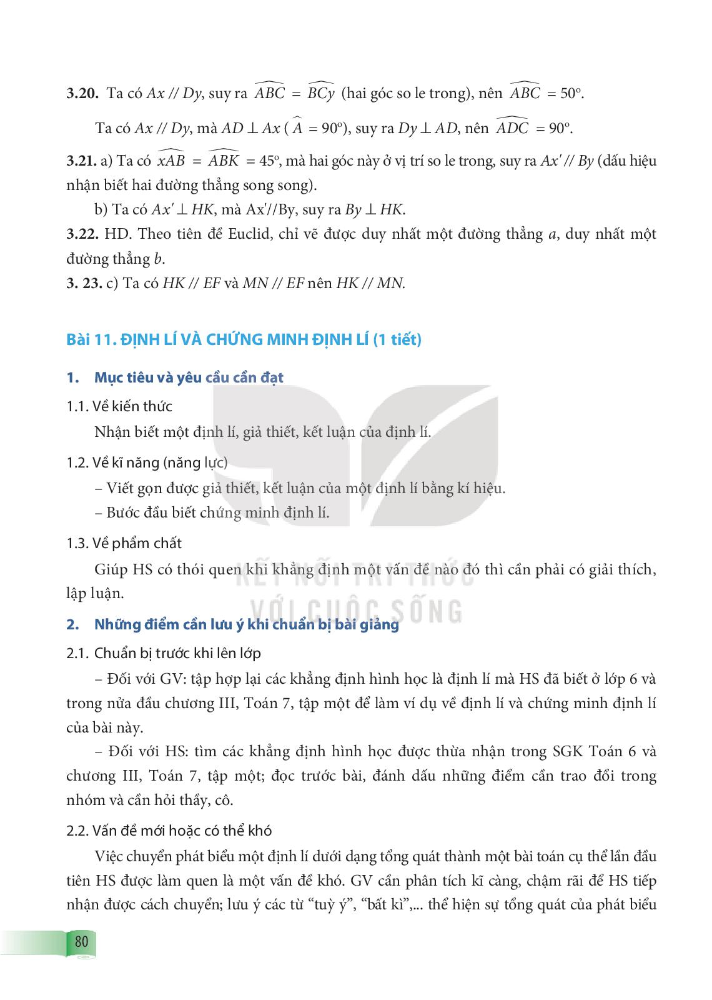 3.20. Ta có Ax // Dy, suy ra ABC = BCy (hai góc so le trong), nên ABC = 50º.
Ta có Ax // Dy, mà AD ⊥ Ax ( A = 90º), suy ra Dy ⊥ AD, nên ADC = 90º.
3.21. a) Ta có xAB = ABK = 45º, mà hai góc này ở vị trí so le trong, suy ra Ax' // By (dấu hiệu
nhận biết hai đường thẳng song song).
b) Ta có Ax' ⊥ HK, mà Ax'//By, suy ra By ⊥ HK.
3.22. HD. Theo tiên đề Euclid, chỉ vẽ được duy nhất một đường thẳng a, duy nhất một
đường thẳng b.
3. 23. c) Ta có HK // EF và MN // EF nên HK // MN.
Bài 11. ĐỊNH LÍ VÀ CHỨNG MINH ĐỊNH LÍ (1 tiết)
1. Mục tiêu và yêu cầu cần đạt
1.1. Về kiến thức
Nhận biết một định lí, giả thiết, kết luận của định lí.
1.2. Về kĩ năng (năng lực)
– Viết gọn được giả thiết, kết luận của một định lí bằng kí hiệu.
– Bước đầu biết chứng minh định lí.
1.3. Về phẩm chất
Giúp HS có thói quen khi khẳng định một vấn đề nào đó thì cần phải có giải thích,
lập luận.
KẾT NỐI TRI THỨC
VỚI CUỘC SỐNG
2. Những điểm cần lưu ý khi chuẩn bị bài giảng
2.1. Chuẩn bị trước khi lên lớp
– Đối với GV: tập hợp lại các khẳng định hình học là định lí mà HS đã biết ở lớp 6 và
trong nửa đầu chương III, Toán 7, tập một để làm ví dụ về định lí và chứng minh định lí
của bài này.
– Đối với HS: tìm các khẳng định hình học được thừa nhận trong SGK Toán 6 và
chương III, Toán 7, tập một; đọc trước bài, đánh dấu những điểm cần trao đổi trong
nhóm và cần hỏi thầy, cô.
2.2. Vấn đề mới hoặc có thể khó
Việc chuyển phát biểu một định lí dưới dạng tổng quát thành một bài toán cụ thể lần đầu
tiên HS được làm quen là một vấn đề khó. GV cần phân tích kĩ càng, chậm rãi để HS tiếp
nhận được cách chuyển; lưu ý các từ “tuỳ ý”, “bất kì”,... thể hiện sự tổng quát của phát biểu
80